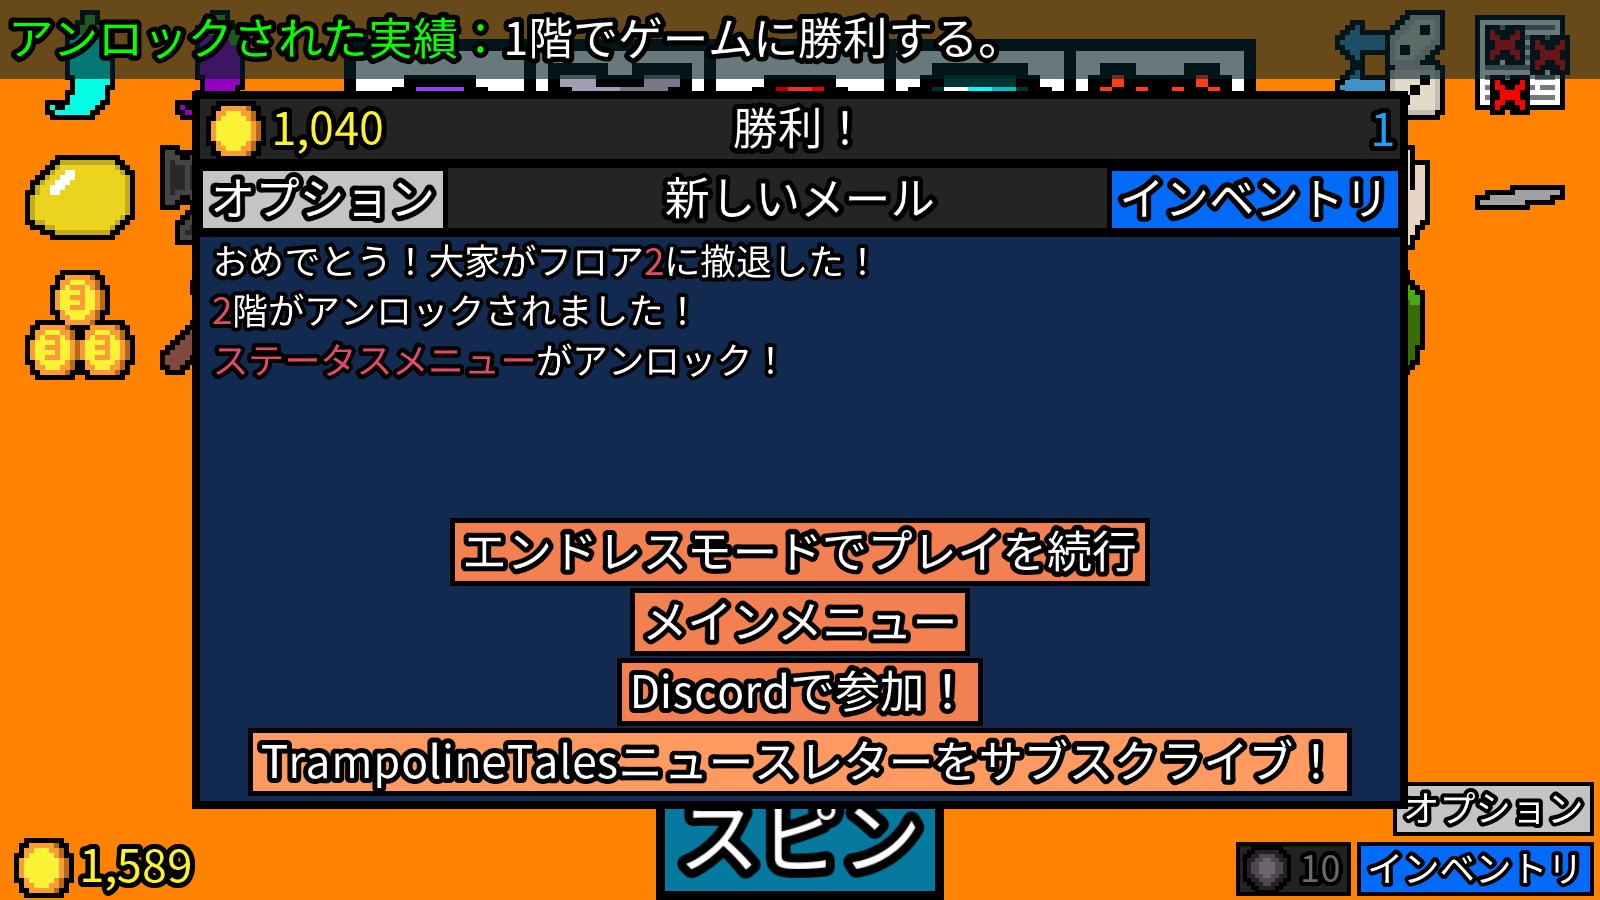 アンロックされた実績：1階でゲームに勝利する。
1,040
勝利！
1
オプション
新しいメール
インベントリ
おめでとう！大家がフロア2に撤退した！
2階がアンロックされました！
ステータスメニューがアンロック！
エンドレスモードでプレイを続行
メインメニュー
Discordで参加！
TrampolineTalesニュースレターをサブスクライブ！
スピン
オプション
1,589
10
インベントリ
3
3
3